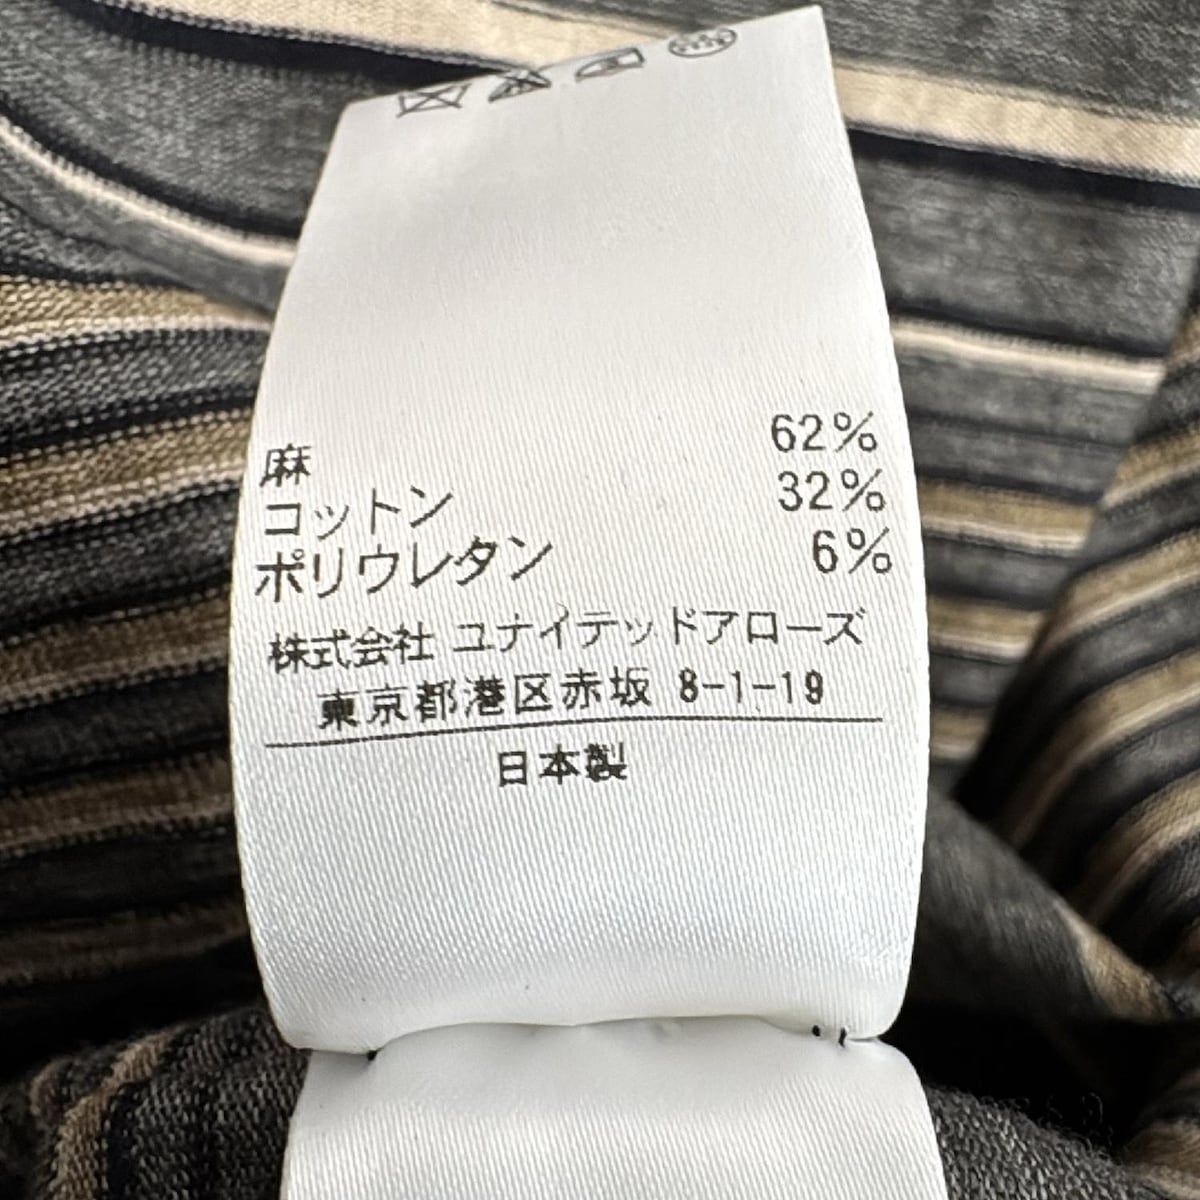 麻 62%
コットン 32%
ポリウレタン 6%
株式会社 ユナイテッドアローズ
東京都港区赤坂 8-1-19
日本製